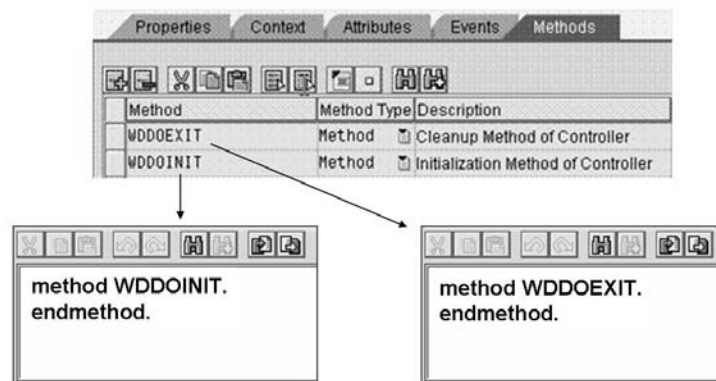 Properties Context Attributes Events Methods
Method Method Type Description
WDDOEXIT Method Cleanup Method of Controller
WDDOINIT Method Initialization Method of Controller
method WDDOINIT.
endmethod.
method WDDOEXIT.
endmethod.